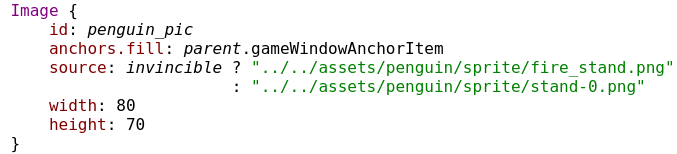 Image {
    id: penguin_pic
    anchors.fill: parent.gameWindowAnchorItem
    source: invincible ? "../../assets/penguin/sprite/fire_stand.png"
                       : "../../assets/penguin/sprite/stand-0.png"
    width: 80
    height: 70
}